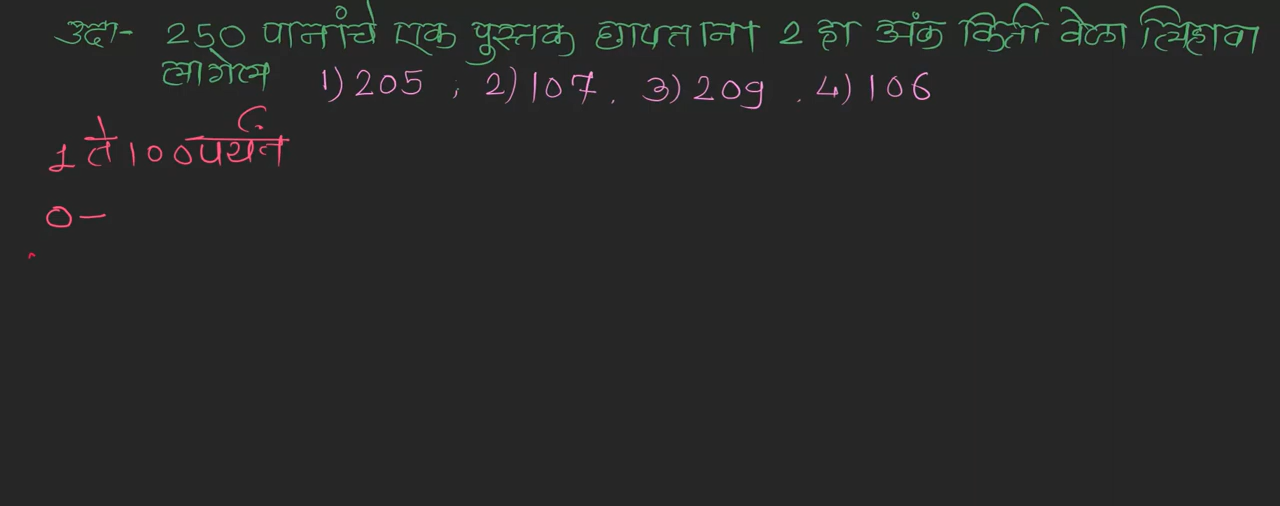 उदा- 250 पानांचे एक पुस्तक छापताना 2 हा अंक किती वेळा लिहावा
लागेल 1) 205 ; 2) 107 . 3) 209 . 4) 106
1 ते 100 पर्यंत
0 -